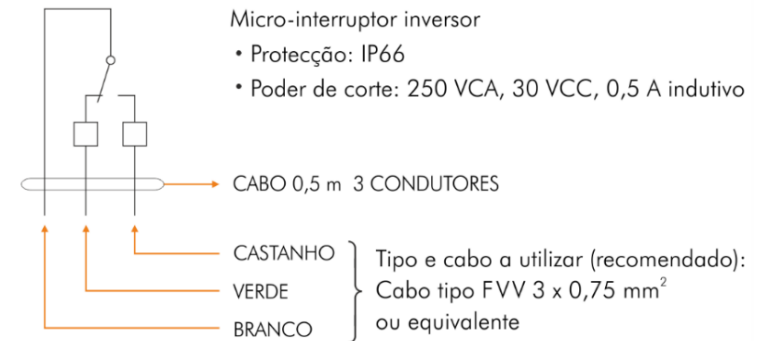 Micro-interruptor inversor
• Protecção: IP66
• Poder de corte: 250 VCA, 30 VCC, 0,5 A indutivo
CABO 0,5 m 3 CONDUTORES
CASTANHO
VERDE
BRANCO
Tipo e cabo a utilizar (recomendado):
Cabo tipo FVV 3 x 0,75 mm²
ou equivalente